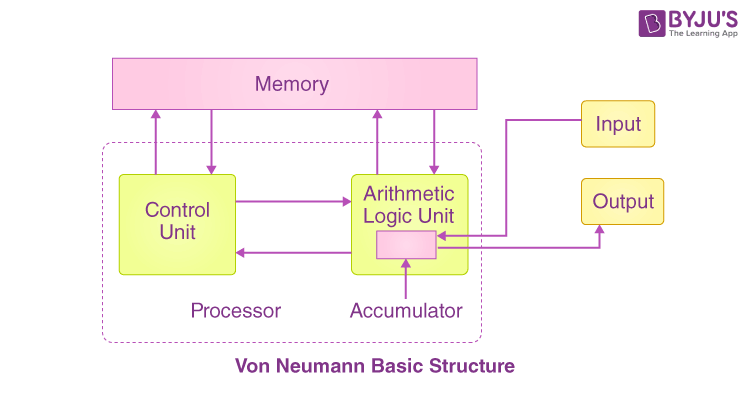 BYJU'S
The Learning App
Memory
Input
Control
Unit
Arithmetic
Logic Unit
Output
Processor
Accumulator
Von Neumann Basic Structure